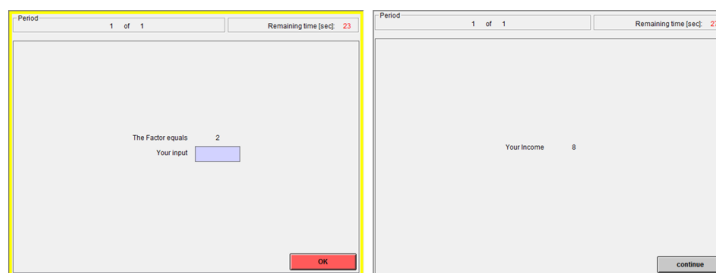 Period
1 of 1
Remaining time [sec]: 23
The Factor equals 2
Your input
OK
Period
1 of 1
Remaining time [sec]:
Your Income 8
continue